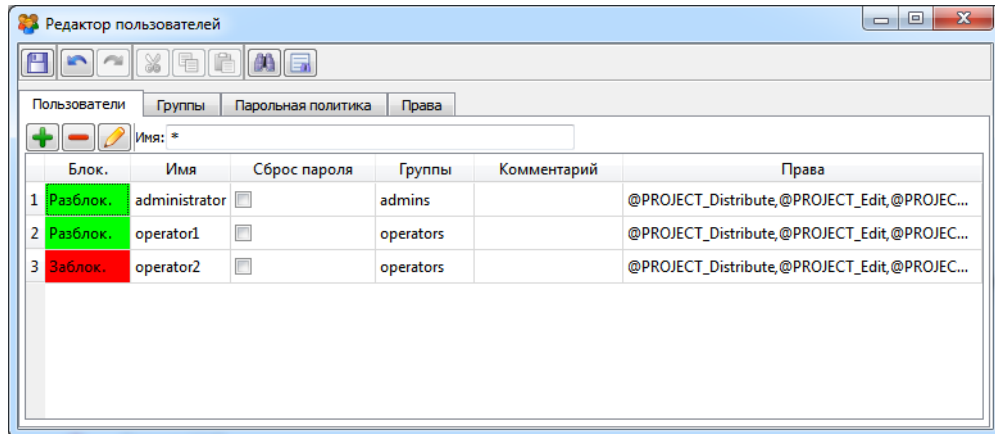 Редактор пользователей
Пользователи Группы Парольная политика Права
Имя: *
Блок. Имя Сброс пароля Группы Комментарий Права
1 Разблок. administrator admins @PROJECT_Distribute,@PROJECT_Edit,@PROJEC...
2 Разблок. operator1 operators @PROJECT_Distribute,@PROJECT_Edit,@PROJEC...
3 Заблок. operator2 operators @PROJECT_Distribute,@PROJECT_Edit,@PROJEC...